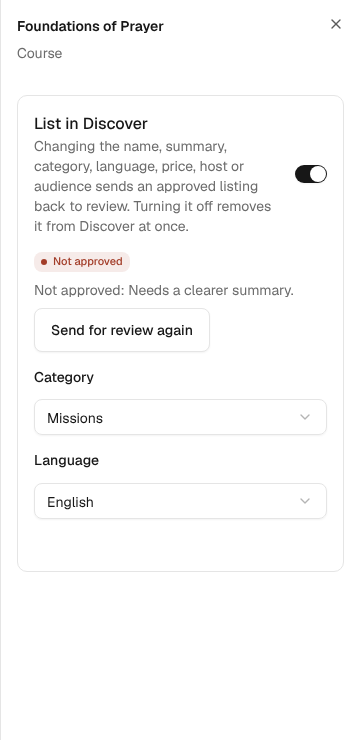 Foundations of Prayer
Course
List in Discover
Changing the name, summary,
category, language, price, host or
audience sends an approved listing
back to review. Turning it off removes
it from Discover at once.
Not approved
Not approved: Needs a clearer summary.
Send for review again
Category
Missions
Language
English